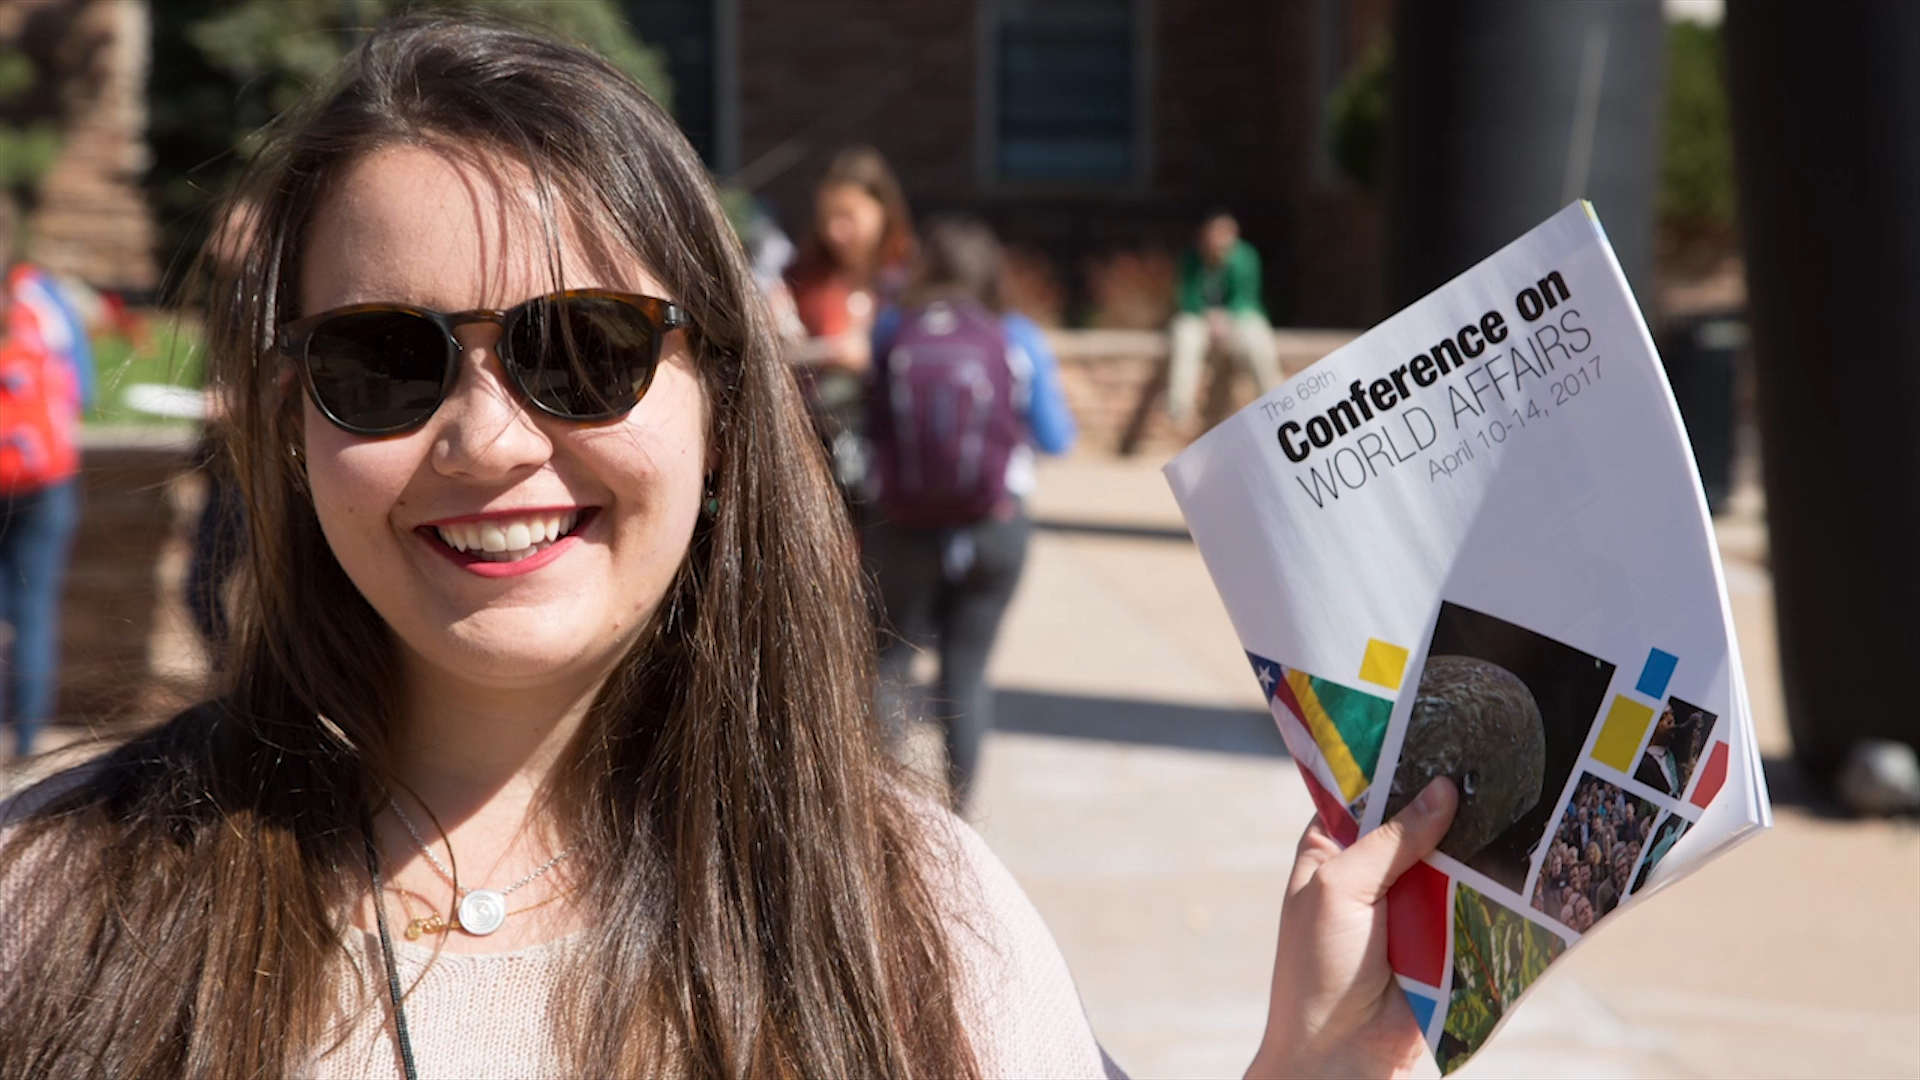 The 69th
Conference on
WORLD AFFAIRS
April 10-14, 2017